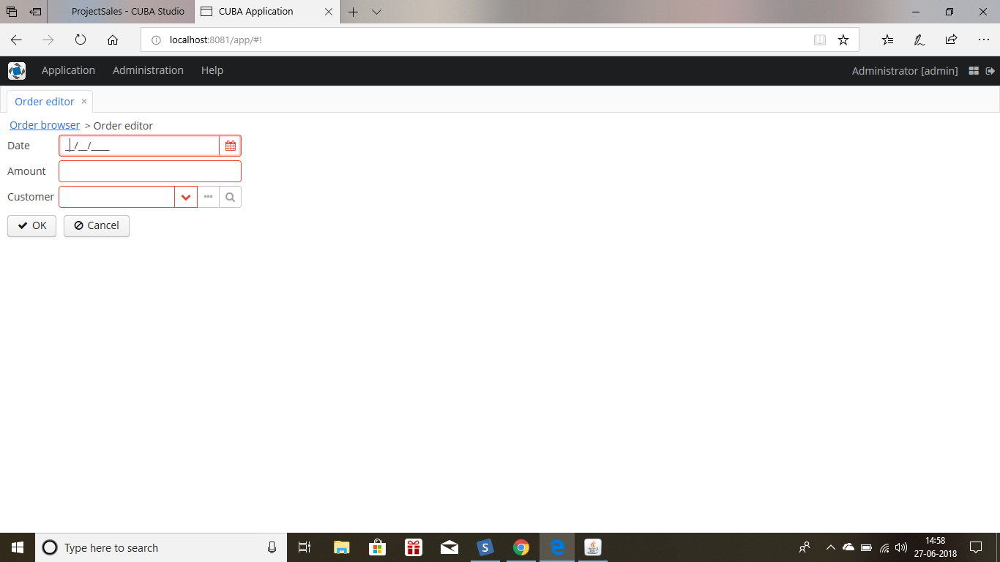 ProjectSales - CUBA Studio
CUBA Application
localhost:8081/app/#!
Application Administration Help Administrator [admin]
Order editor ×
Order browser > Order editor
Date __/__/____
Amount
Customer
OK Cancel
Type here to search
S
14:58
27-06-2018